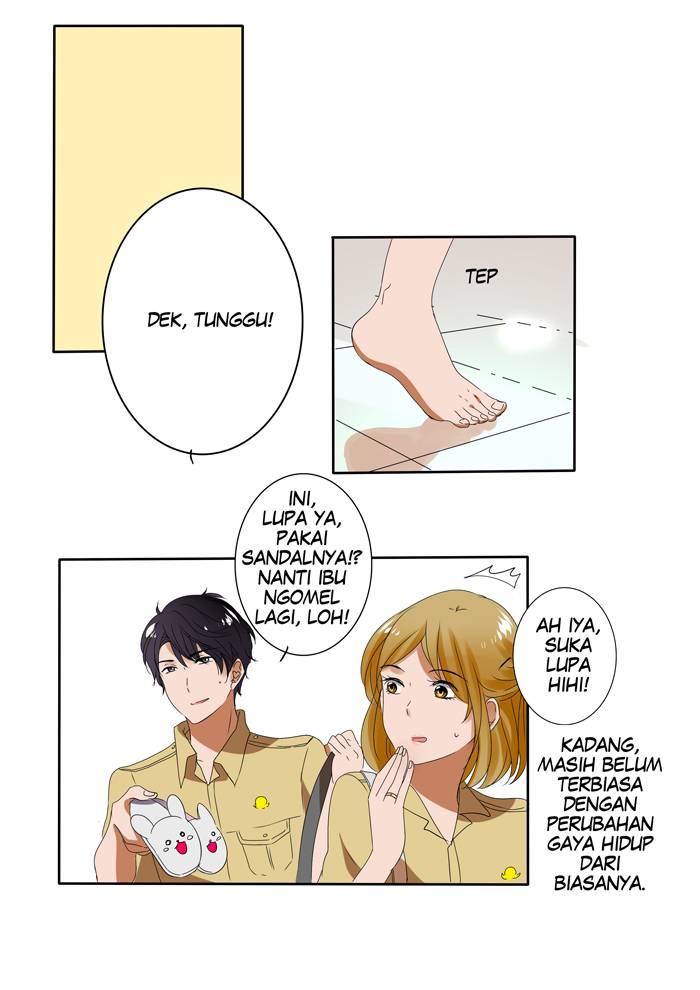 DEK, TUNGGU!
TEP
INI,
LUPA YA,
PAKAI
SANDALNYA!?
NANTI IBU
NGOMEL
LAGI, LOH!
AH IYA,
SUKA
LUPA
HIHI!
KADANG,
MASIH BELUM
TERBIASA
DENGAN
PERUBAHAN
GAYA HIDUP
DARI
BIASANYA.